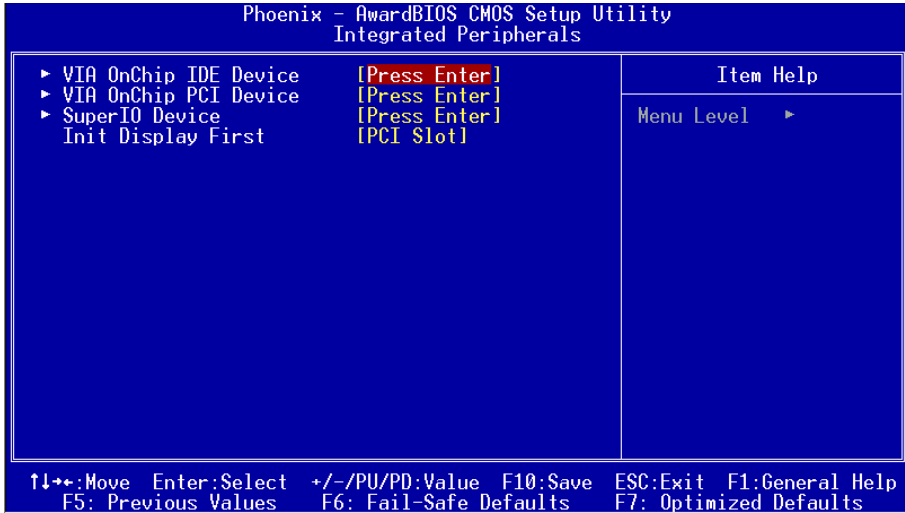 Phoenix - AwardBIOS CMOS Setup Utility
Integrated Peripherals
► VIA OnChip IDE Device [Press Enter]
► VIA OnChip PCI Device [Press Enter]
► SuperIO Device [Press Enter]
Init Display First [PCI Slot]
Item Help
Menu Level ►
↑↓→←:Move Enter:Select +/-/PU/PD:Value F10:Save ESC:Exit F1:General Help
F5: Previous Values F6: Fail-Safe Defaults F7: Optimized Defaults